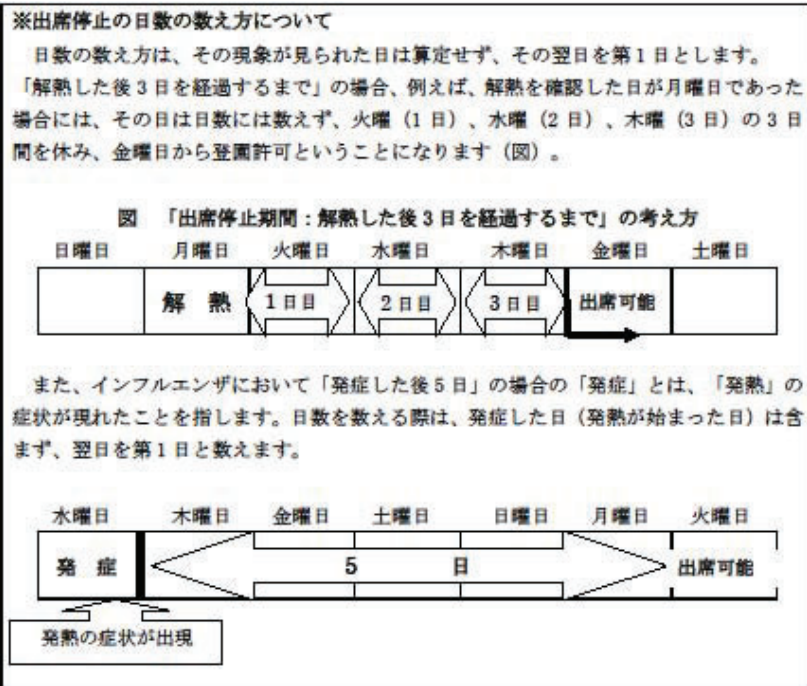 ※出席停止の日数の数え方について
日数の数え方は、その現象が見られた日は算定せず、その翌日を第1日とします。
「解熱した後3日を経過するまで」の場合、例えば、解熱を確認した日が月曜日であった
場合には、その日は日数には数えず、火曜（1日）、水曜（2日）、木曜（3日）の3日
間を休み、金曜日から登園許可ということになります（図）。
図 「出席停止期間：解熱した後3日を経過するまで」の考え方
日曜日 月曜日 火曜日 水曜日 木曜日 金曜日 土曜日
解 熱 1日目 2日目 3日目 出席可能
また、インフルエンザにおいて「発症した後5日」の場合の「発症」とは、「発熱」の
症状が現れたことを指します。日数を数える際は、発症した日（発熱が始まった日）は含
まず、翌日を第1日と数えます。
水曜日 木曜日 金曜日 土曜日 日曜日 月曜日 火曜日
発 症 5 日 出席可能
発熱の症状が出現